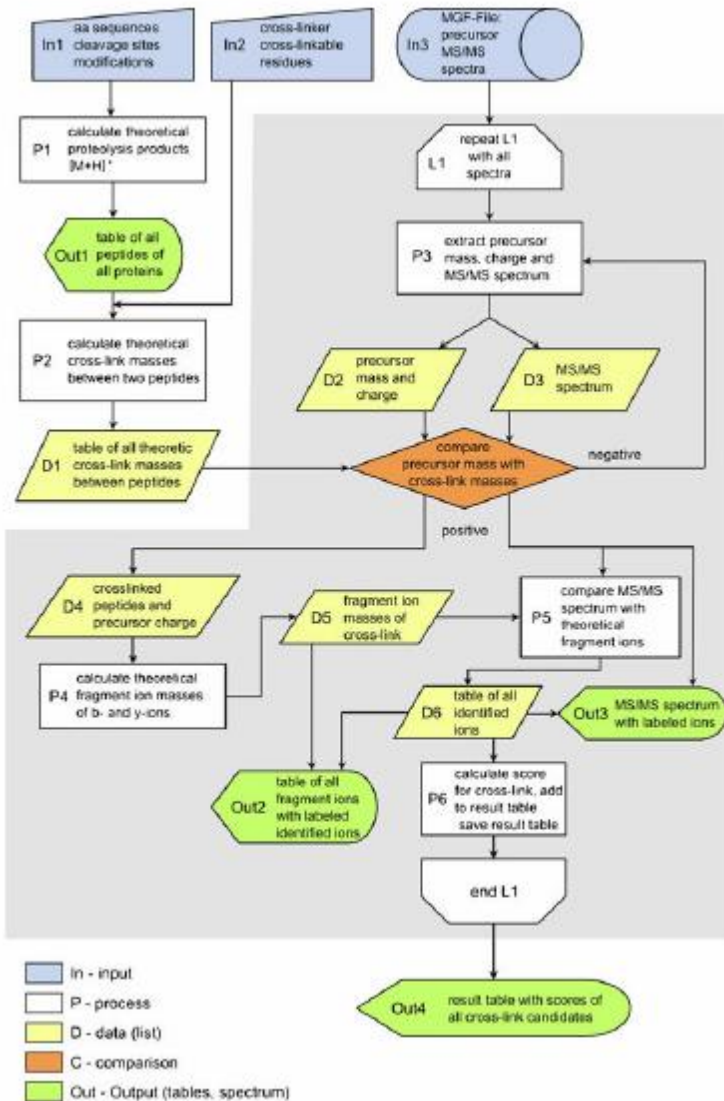 In1
aa sequences
cleavage sites
modifications
In2
cross-linker
cross-linkable
residues
In3
MGF-File:
precursor
MS/MS
spectra
P1
calculate theoretical
proteolysis products
[M+H]+
L1
repeat L1
with all
spectra
Out1
table of all
peptides of
all proteins
P3
extract precursor
mass, charge and
MS/MS spectrum
P2
calculate theoretical
cross-link masses
between two peptides
D2
precursor
mass and
charge
D3
MS/MS
spectrum
D1
table of all theoretic
cross-link masses
between peptides
compare
precursor mass with
cross-link masses
negative
positive
D4
crosslinked
peptides and
precursor charge
D5
fragment ion
masses of
cross-link
P5
compare MS/MS
spectrum with
theoretical
fragment ions
P4
calculate theoretical
fragment ion masses
of b- and y-ions
D6
table of all
identified
ions
Out3
MS/MS spectrum
with labeled ions
Out2
table of all
fragment ions
with labeled
identified ions
P6
calculate score
for cross-link, add
to result table
save result table
end L1
Out4
result table with scores of
all cross-link candidates
In - input
P - process
D - data (list)
C - comparison
Out - Output (tables, spectrum)